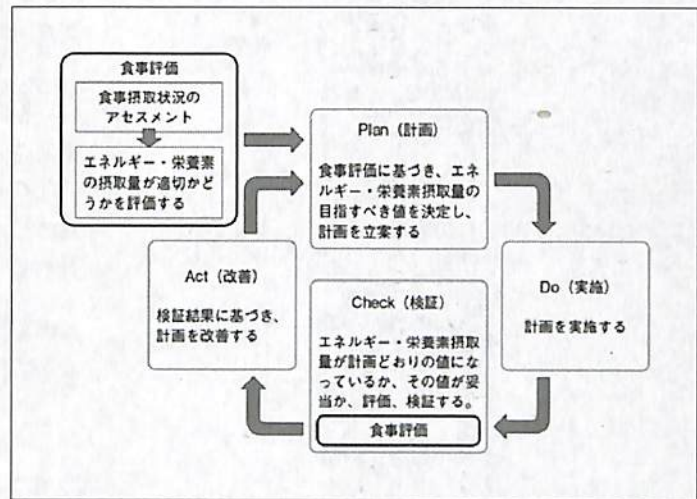 食事評価
食事摂取状況の
アセスメント
エネルギー・栄養素
の摂取量が適切かど
うかを評価する
Plan(計画)
食事評価に基づき、エネ
ルギー・栄養素摂取量の
目指すべき値を決定し、
計画を立案する
Do(実施)
計画を実施する
Check(検証)
エネルギー・栄養素摂取
量が計画どおりの値にな
っているか、その値が妥
当か、評価、検証する。
食事評価
Act(改善)
検証結果に基づき、
計画を改善する